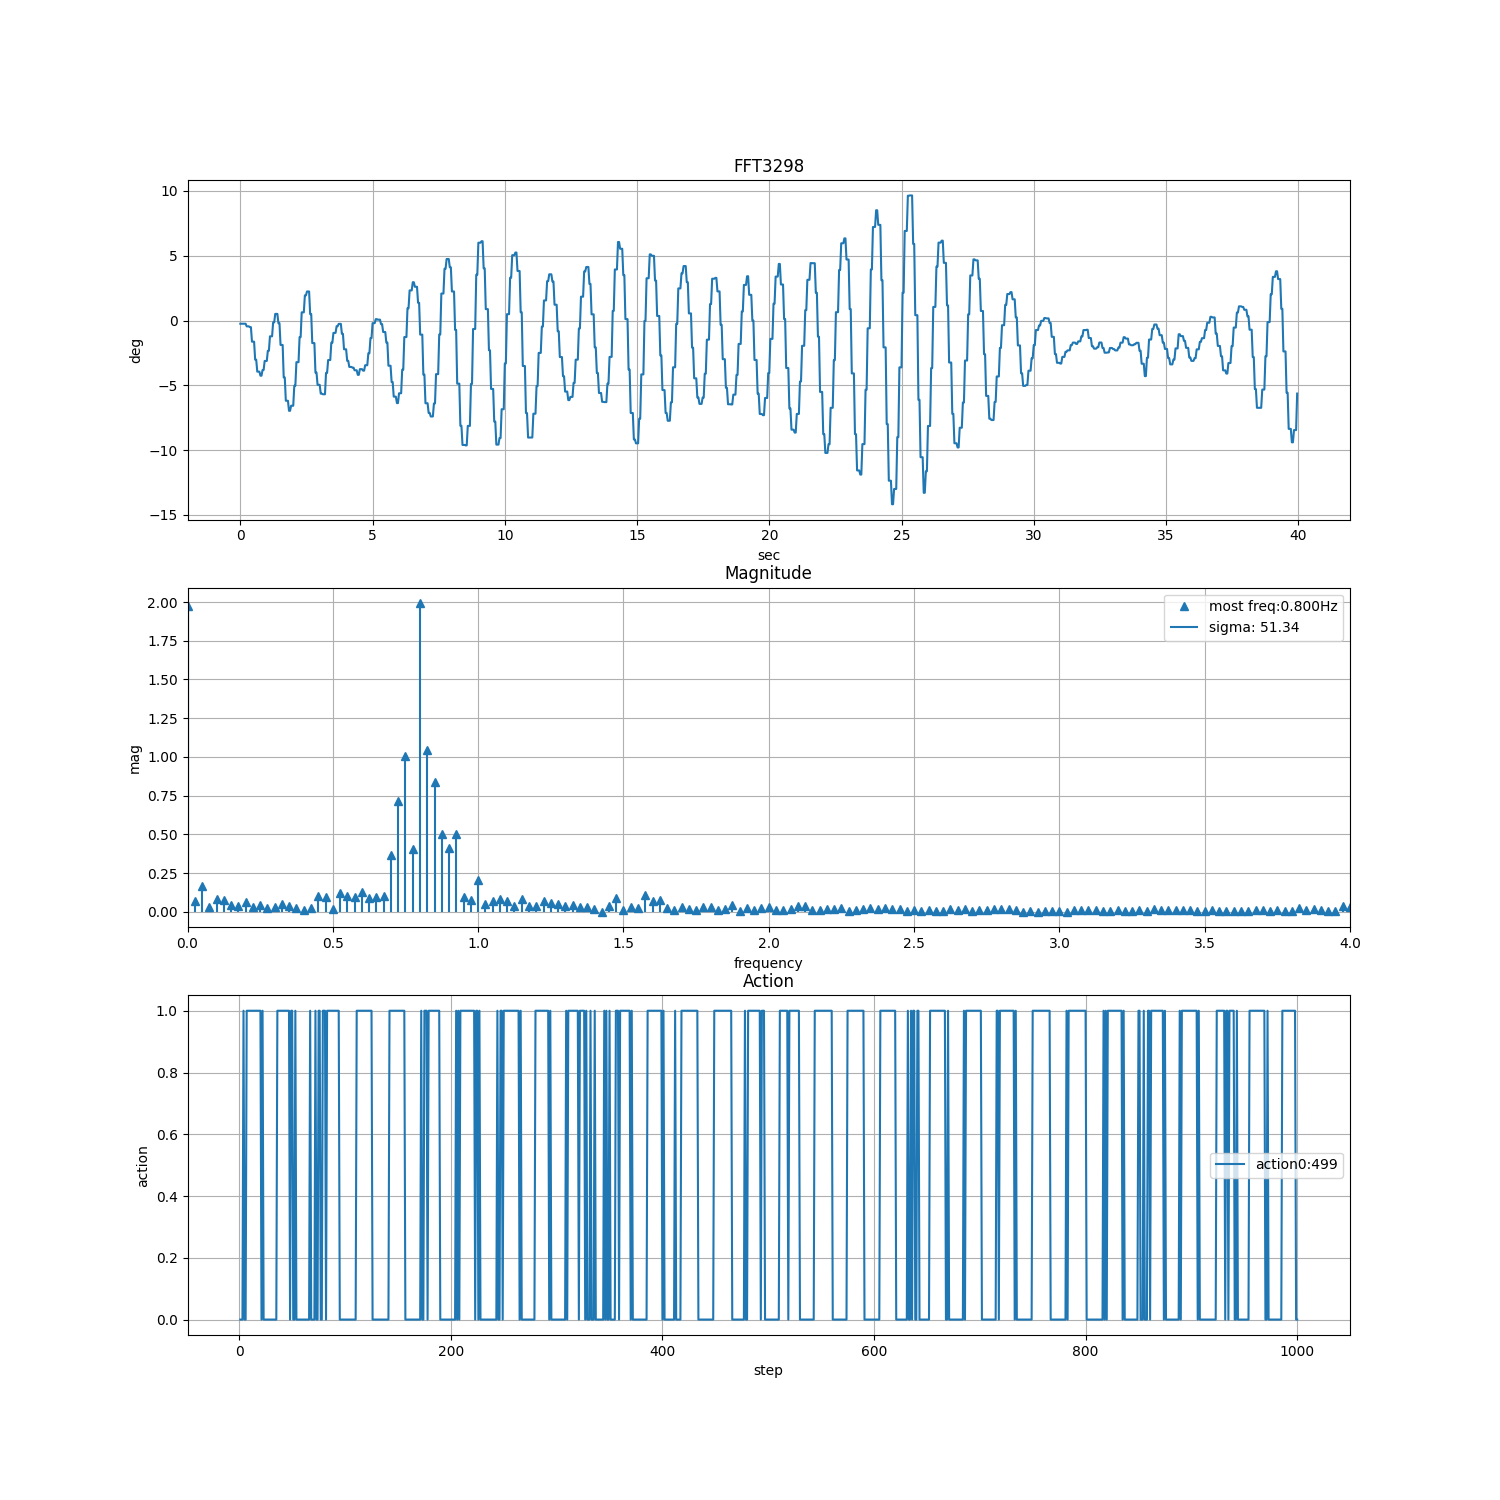 FFT3298
10
5
0
−5
−10
−15
deg
0 5 10 15 20 25 30 35 40
sec
Magnitude
2.00
1.75
1.50
1.25
1.00
0.75
0.50
0.25
0.00
mag
most freq:0.800Hz
sigma: 51.34
0.0 0.5 1.0 1.5 2.0 2.5 3.0 3.5 4.0
frequency
Action
1.0
0.8
0.6
0.4
0.2
0.0
action
action0:499
0 200 400 600 800 1000
step